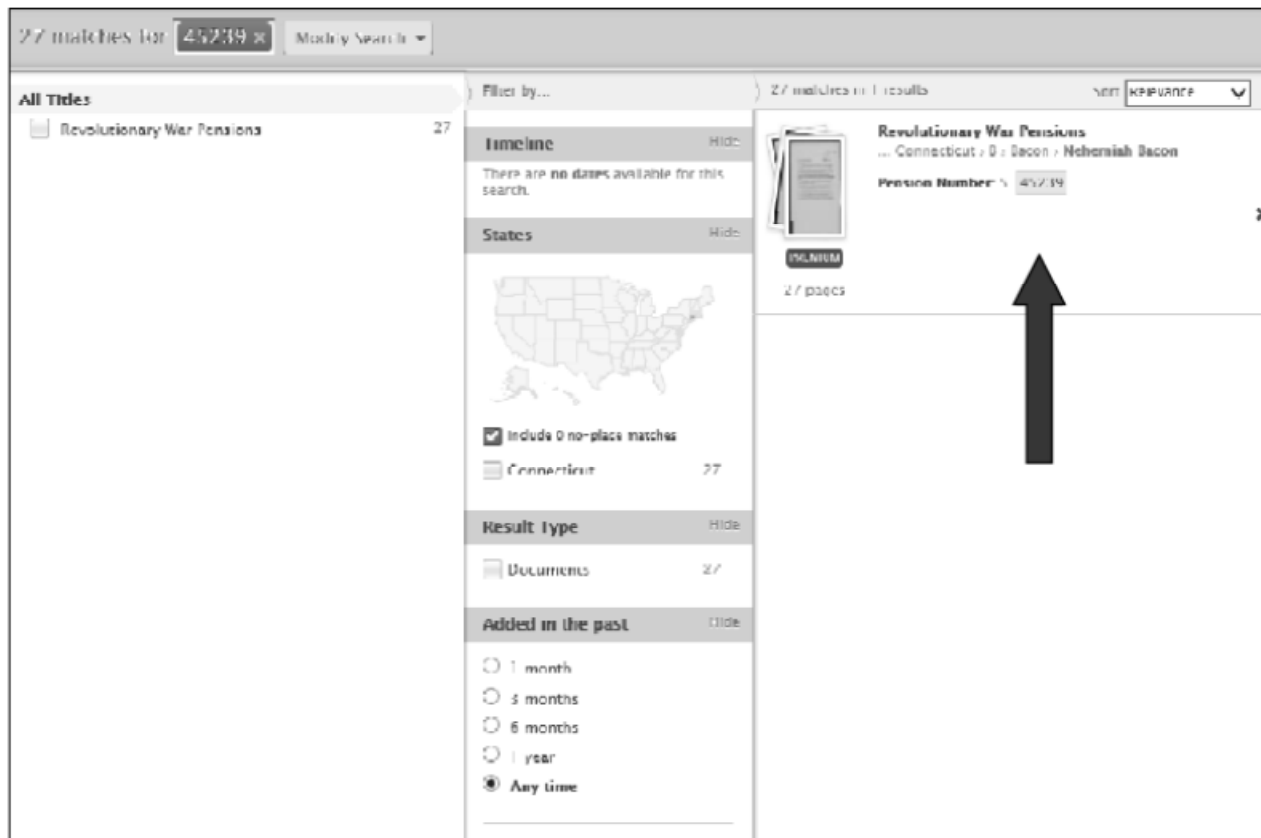 27 matches for 45239 x Modify Search
All Titles
Revolutionary War Pensions 27
Filter by...
Timeline Hide
There are no dates available for this
search.
States Hide
Include 0 no-place matches
Connecticut 27
Result Type Hide
Documents 27
Added in the past Hide
1 month
3 months
6 months
1 year
Any time
27 matches in 1 results Sort Relevance
Revolutionary War Pensions
... Connecticut › B › Bacon › Nehemiah Bacon
Pension Number: S 45239
PREMIUM
27 pages